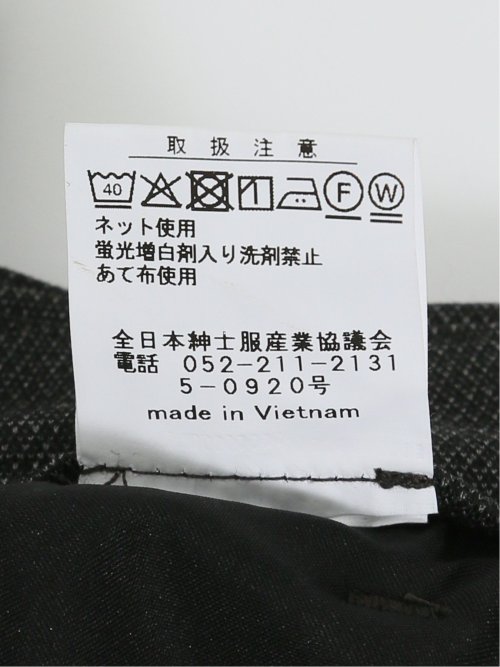 取扱注意
40 F W
ネット使用
蛍光増白剤入り洗剤禁止
あて布使用
全日本紳士服産業協議会
電話 052-211-2131
5-0920号
made in Vietnam